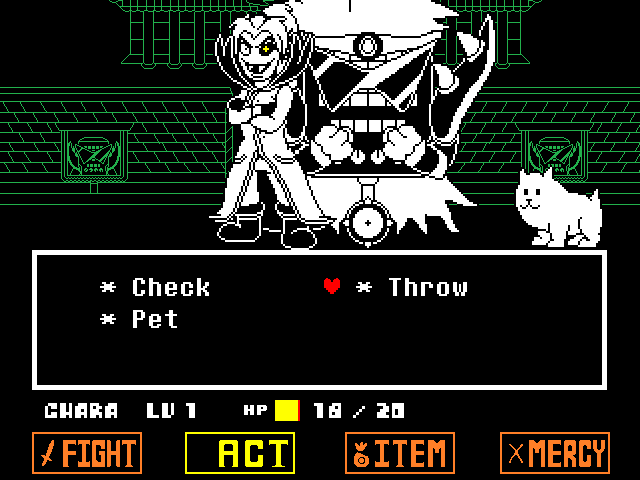 * Check * Throw
* Pet
CHARA LV 1 HP 18 / 20
FIGHT ACT ITEM MERCY